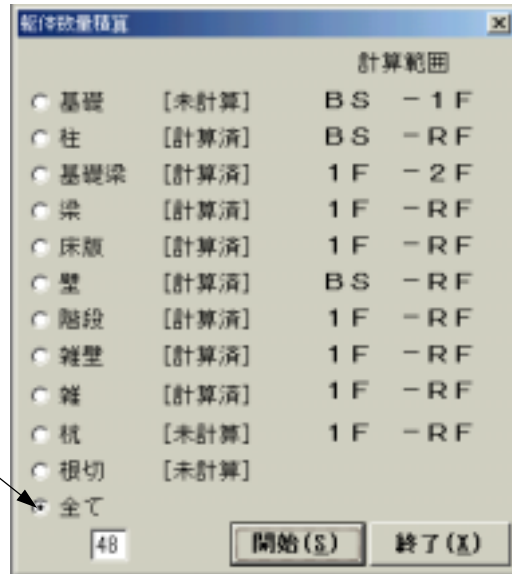 躯体数量積算
計算範囲
基礎 [未計算] BS -1F
柱 [計算済] BS -RF
基礎梁 [計算済] 1F -2F
梁 [計算済] 1F -RF
床版 [計算済] 1F -RF
壁 [計算済] BS -RF
階段 [計算済] 1F -RF
雑壁 [計算済] 1F -RF
雑 [計算済] 1F -RF
杭 [未計算] 1F -RF
根切 [未計算]
全て
48 開始(S) 終了(X)